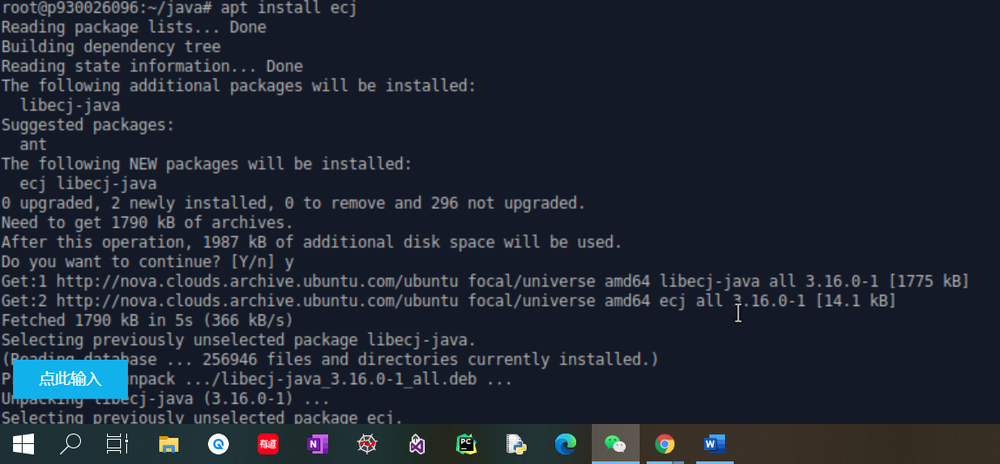 root@p930026096:~/java# apt install ecj
Reading package lists... Done
Building dependency tree
Reading state information... Done
The following additional packages will be installed:
  libecj-java
Suggested packages:
  ant
The following NEW packages will be installed:
  ecj libecj-java
0 upgraded, 2 newly installed, 0 to remove and 296 not upgraded.
Need to get 1790 kB of archives.
After this operation, 1987 kB of additional disk space will be used.
Do you want to continue? [Y/n] y
Get:1 http://nova.clouds.archive.ubuntu.com/ubuntu focal/universe amd64 libecj-java all 3.16.0-1 [1775 kB]
Get:2 http://nova.clouds.archive.ubuntu.com/ubuntu focal/universe amd64 ecj all 3.16.0-1 [14.1 kB]
Fetched 1790 kB in 5s (366 kB/s)
Selecting previously unselected package libecj-java.
(Reading database ... 256946 files and directories currently installed.)
点此输入
.../libecj-java_3.16.0-1_all.deb ...
Unpacking libecj-java (3.16.0-1) ...
Selecting previously unselected package ecj.
有道 N PC W